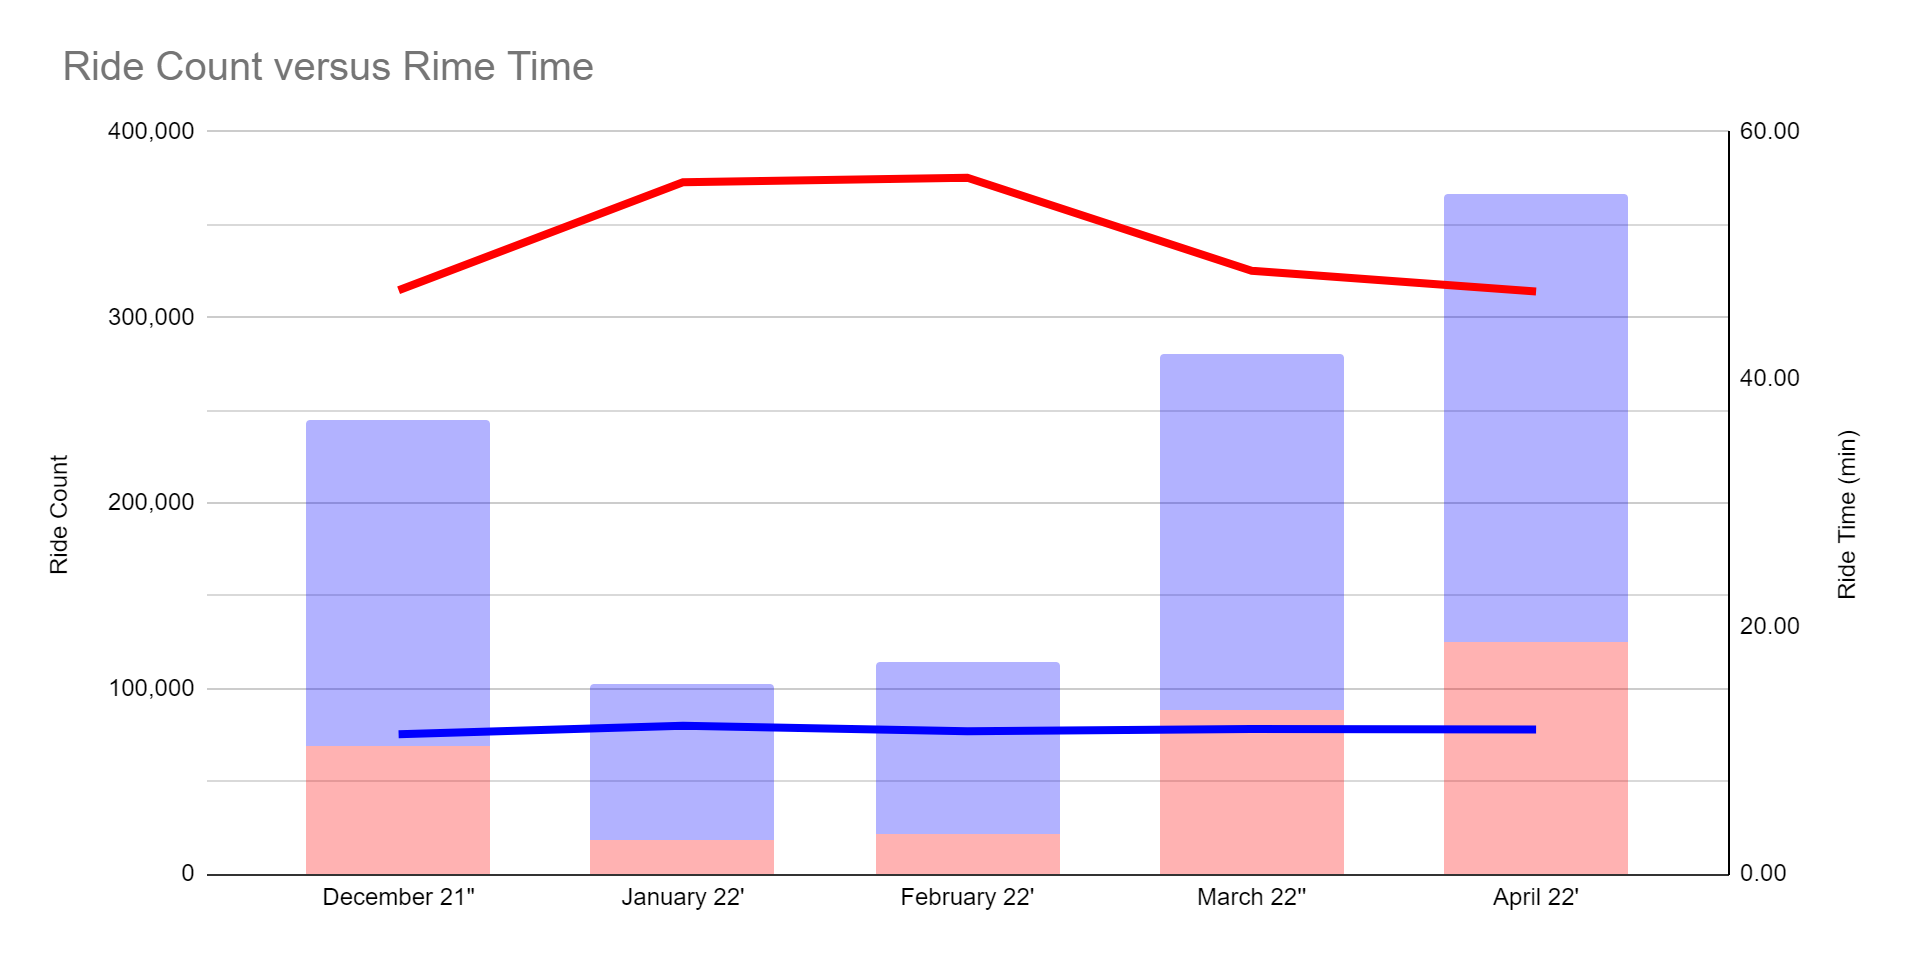 Ride Count versus Rime Time
400,000
300,000
200,000
100,000
0
Ride Count
60.00
40.00
20.00
0.00
Ride Time (min)
December 21"
January 22'
February 22'
March 22"
April 22'